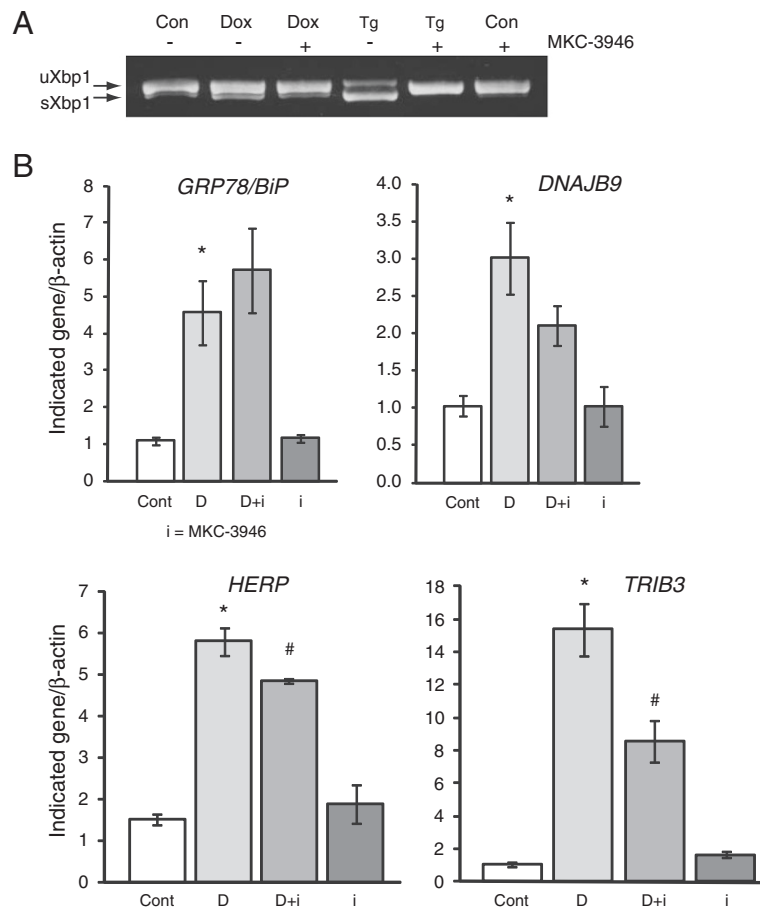 A
Con Dox Dox Tg Tg Con
- - + - + + MKC-3946
uXbp1
sXbp1
B
GRP78/BiP
Indicated gene/β-actin
8
7
6
5
4
3
2
1
0
Cont D D+i i
i = MKC-3946
DNAJB9
4.0
3.5
3.0
2.5
2.0
1.5
1.0
0.5
0.0
*
*
Cont D D+i i
HERP
Indicated gene/β-actin
7
6
5
4
3
2
1
0
*
#
Cont D D+i i
TRIB3
18
16
14
12
10
8
6
4
2
0
*
#
Cont D D+i i